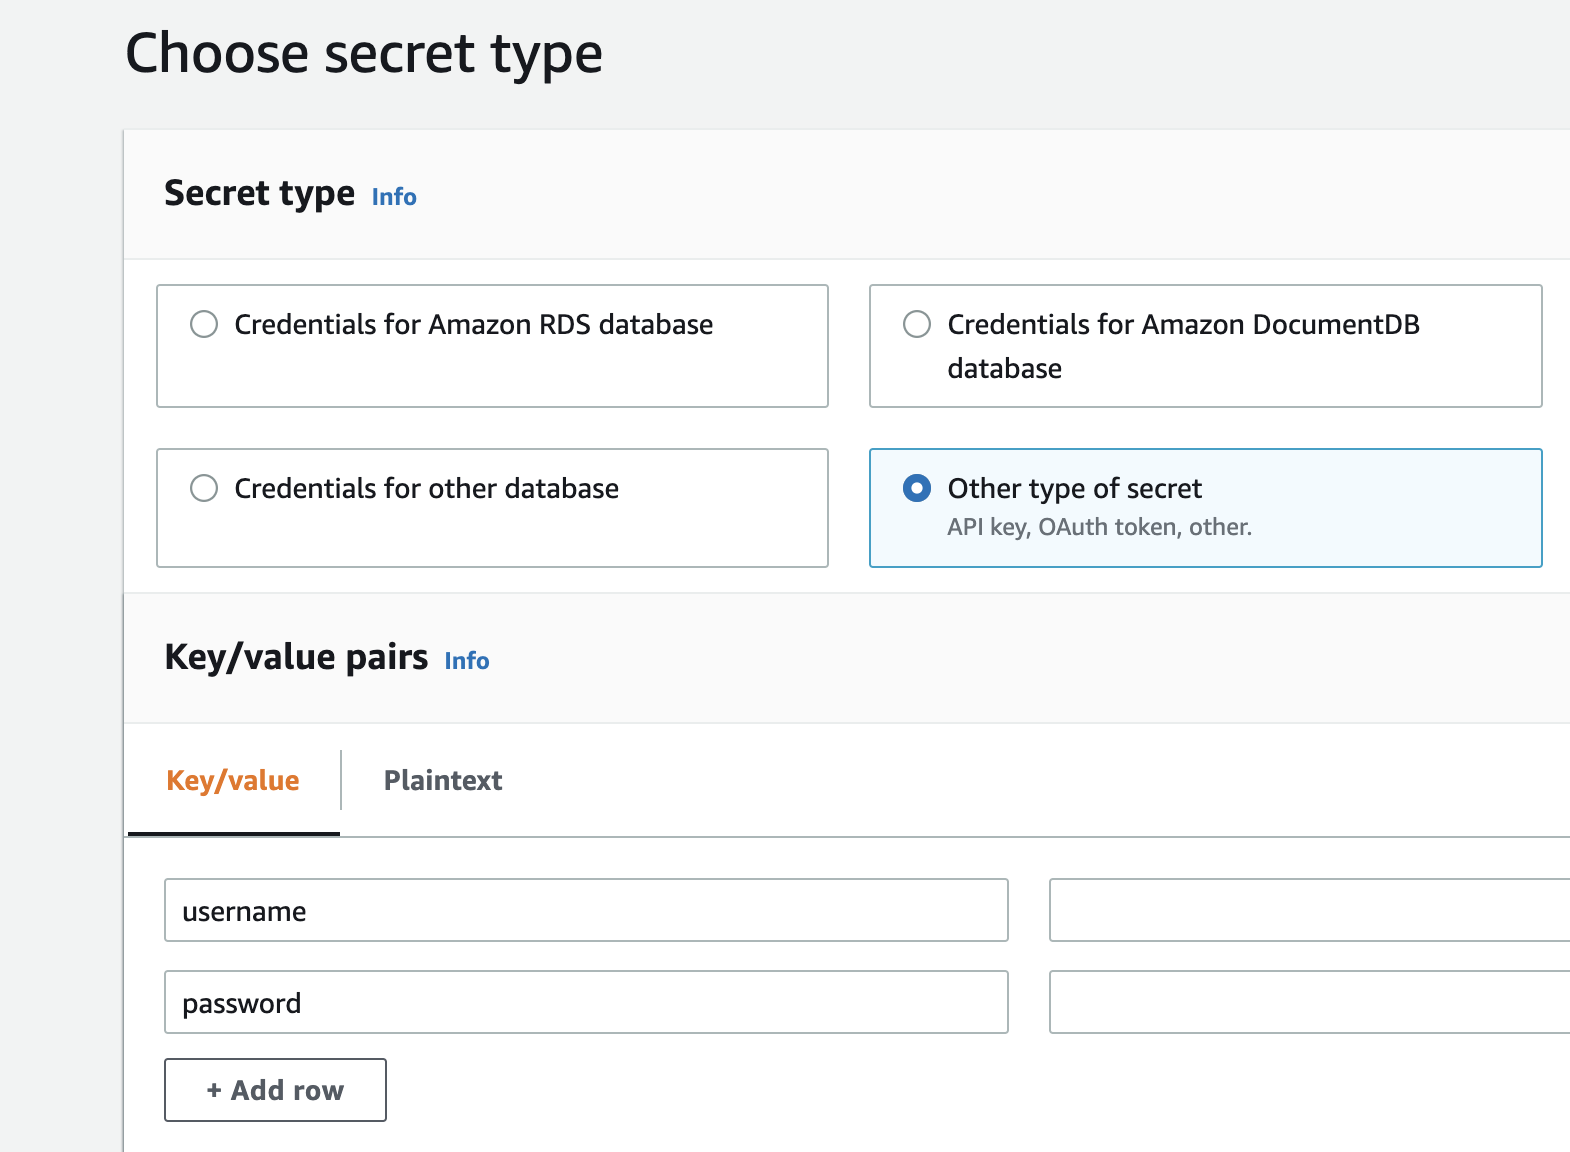 Choose secret type
Secret type Info
Credentials for Amazon RDS database
Credentials for Amazon DocumentDB
database
Credentials for other database
Other type of secret
API key, OAuth token, other.
Key/value pairs Info
Key/value
Plaintext
username
password
+ Add row